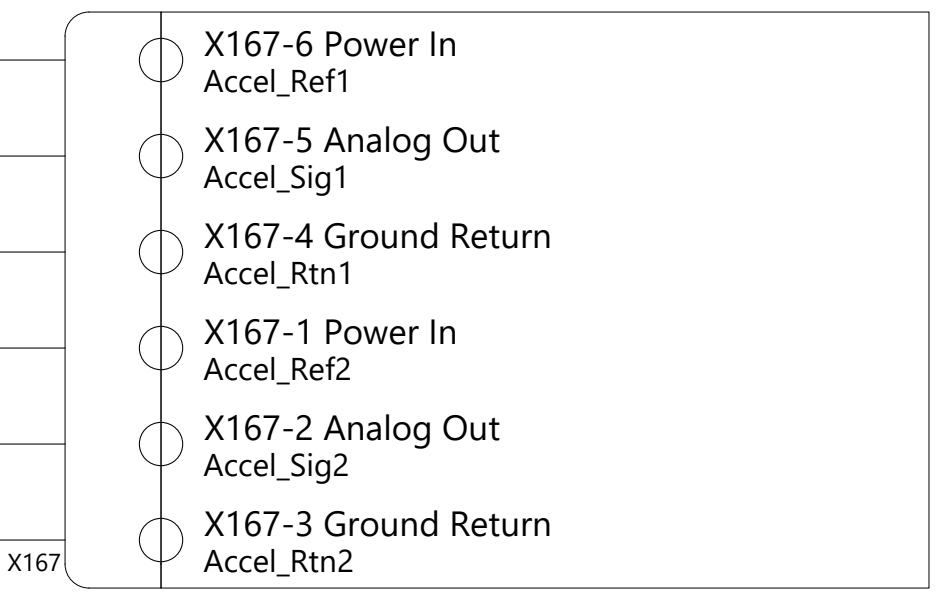 X167-6 Power In
Accel_Ref1
X167-5 Analog Out
Accel_Sig1
X167-4 Ground Return
Accel_Rtn1
X167-1 Power In
Accel_Ref2
X167-2 Analog Out
Accel_Sig2
X167-3 Ground Return
Accel_Rtn2
X167